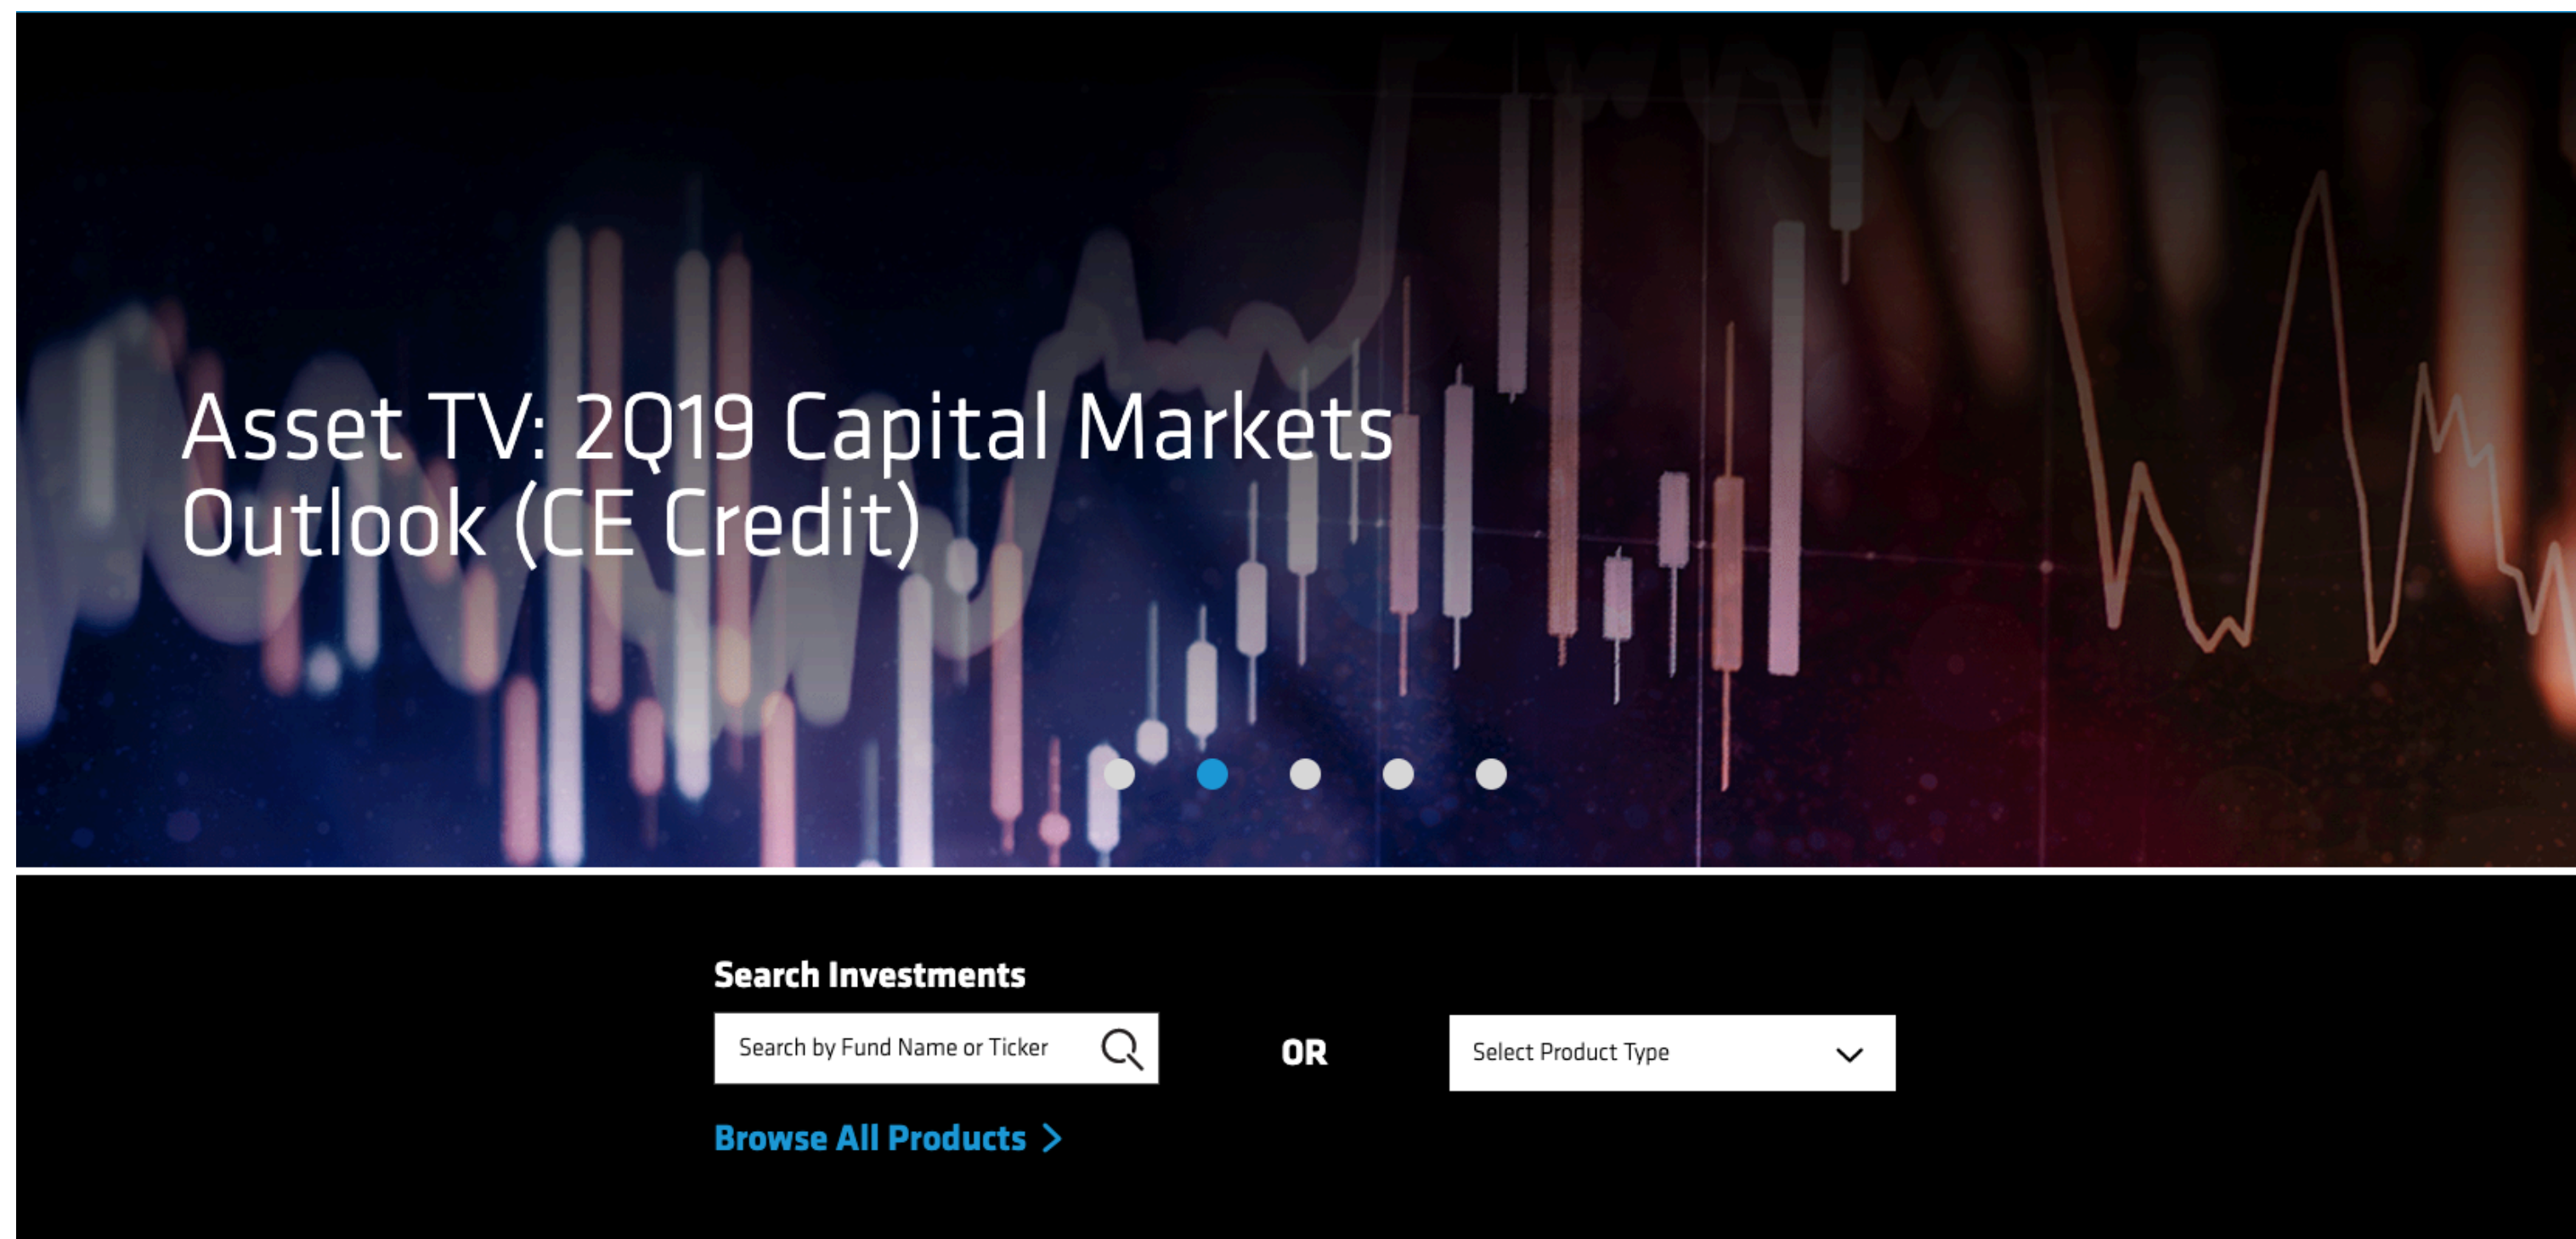 Asset TV: 2Q19 Capital Markets
Outlook (CE Credit)
Search Investments
Search by Fund Name or Ticker
OR
Select Product Type
Browse All Products